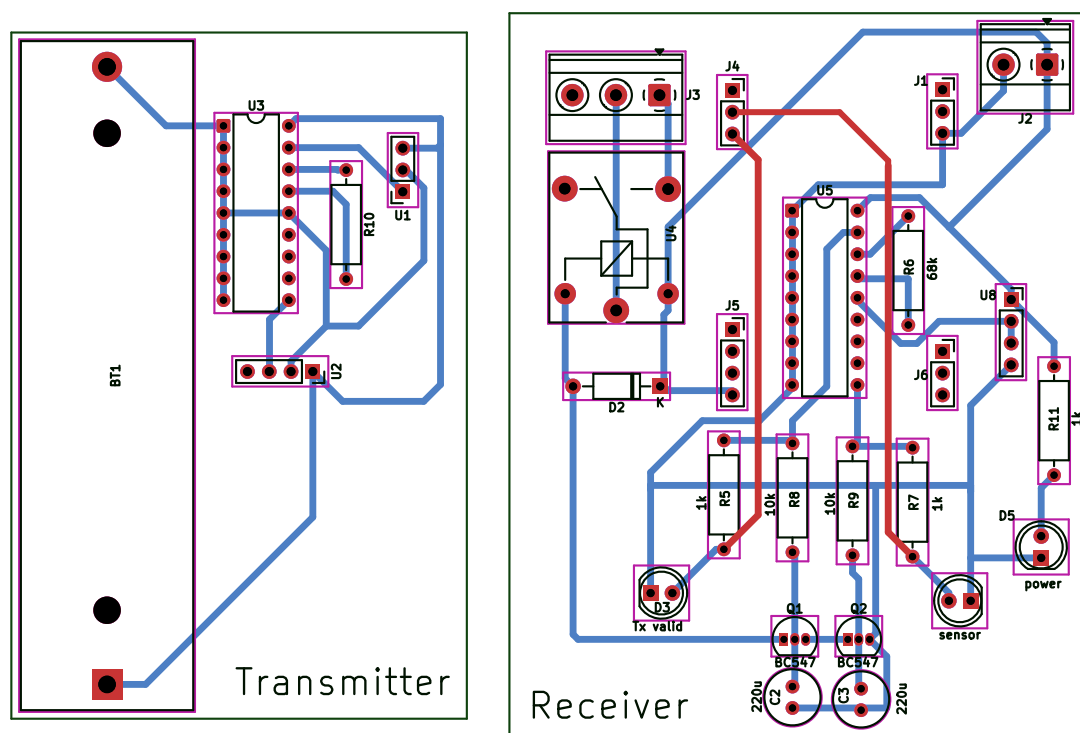 BT1
U3
R10
U1
U2
Transmitter
J3
J4
J1
J2
U4
U5
R6
68k
U8
J5
J6
D2
K
R11
1k
1k
R5
10k
R8
10k
R9
R7
1k
D5
power
D3
Tx valid
sensor
Q1
Q2
BC547
BC547
220u
C2
C3
220u
Receiver